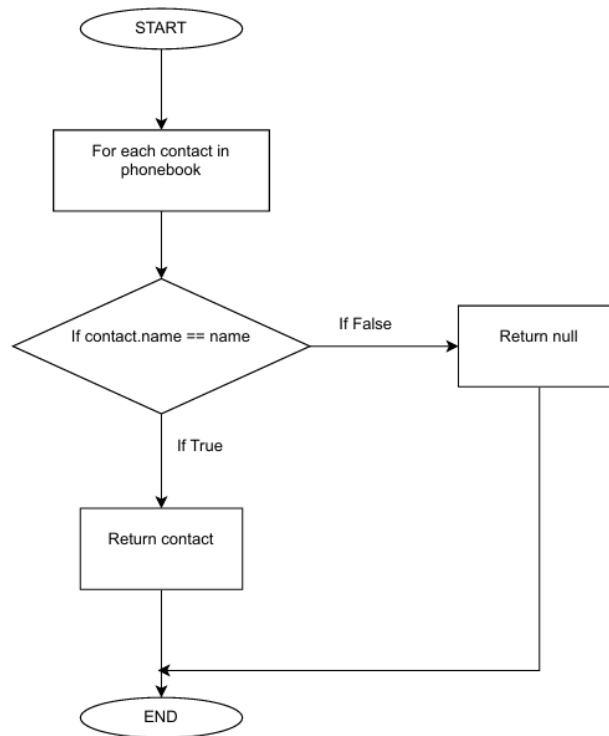 START
For each contact in
phonebook
If contact.name == name
If False
Return null
If True
Return contact
END